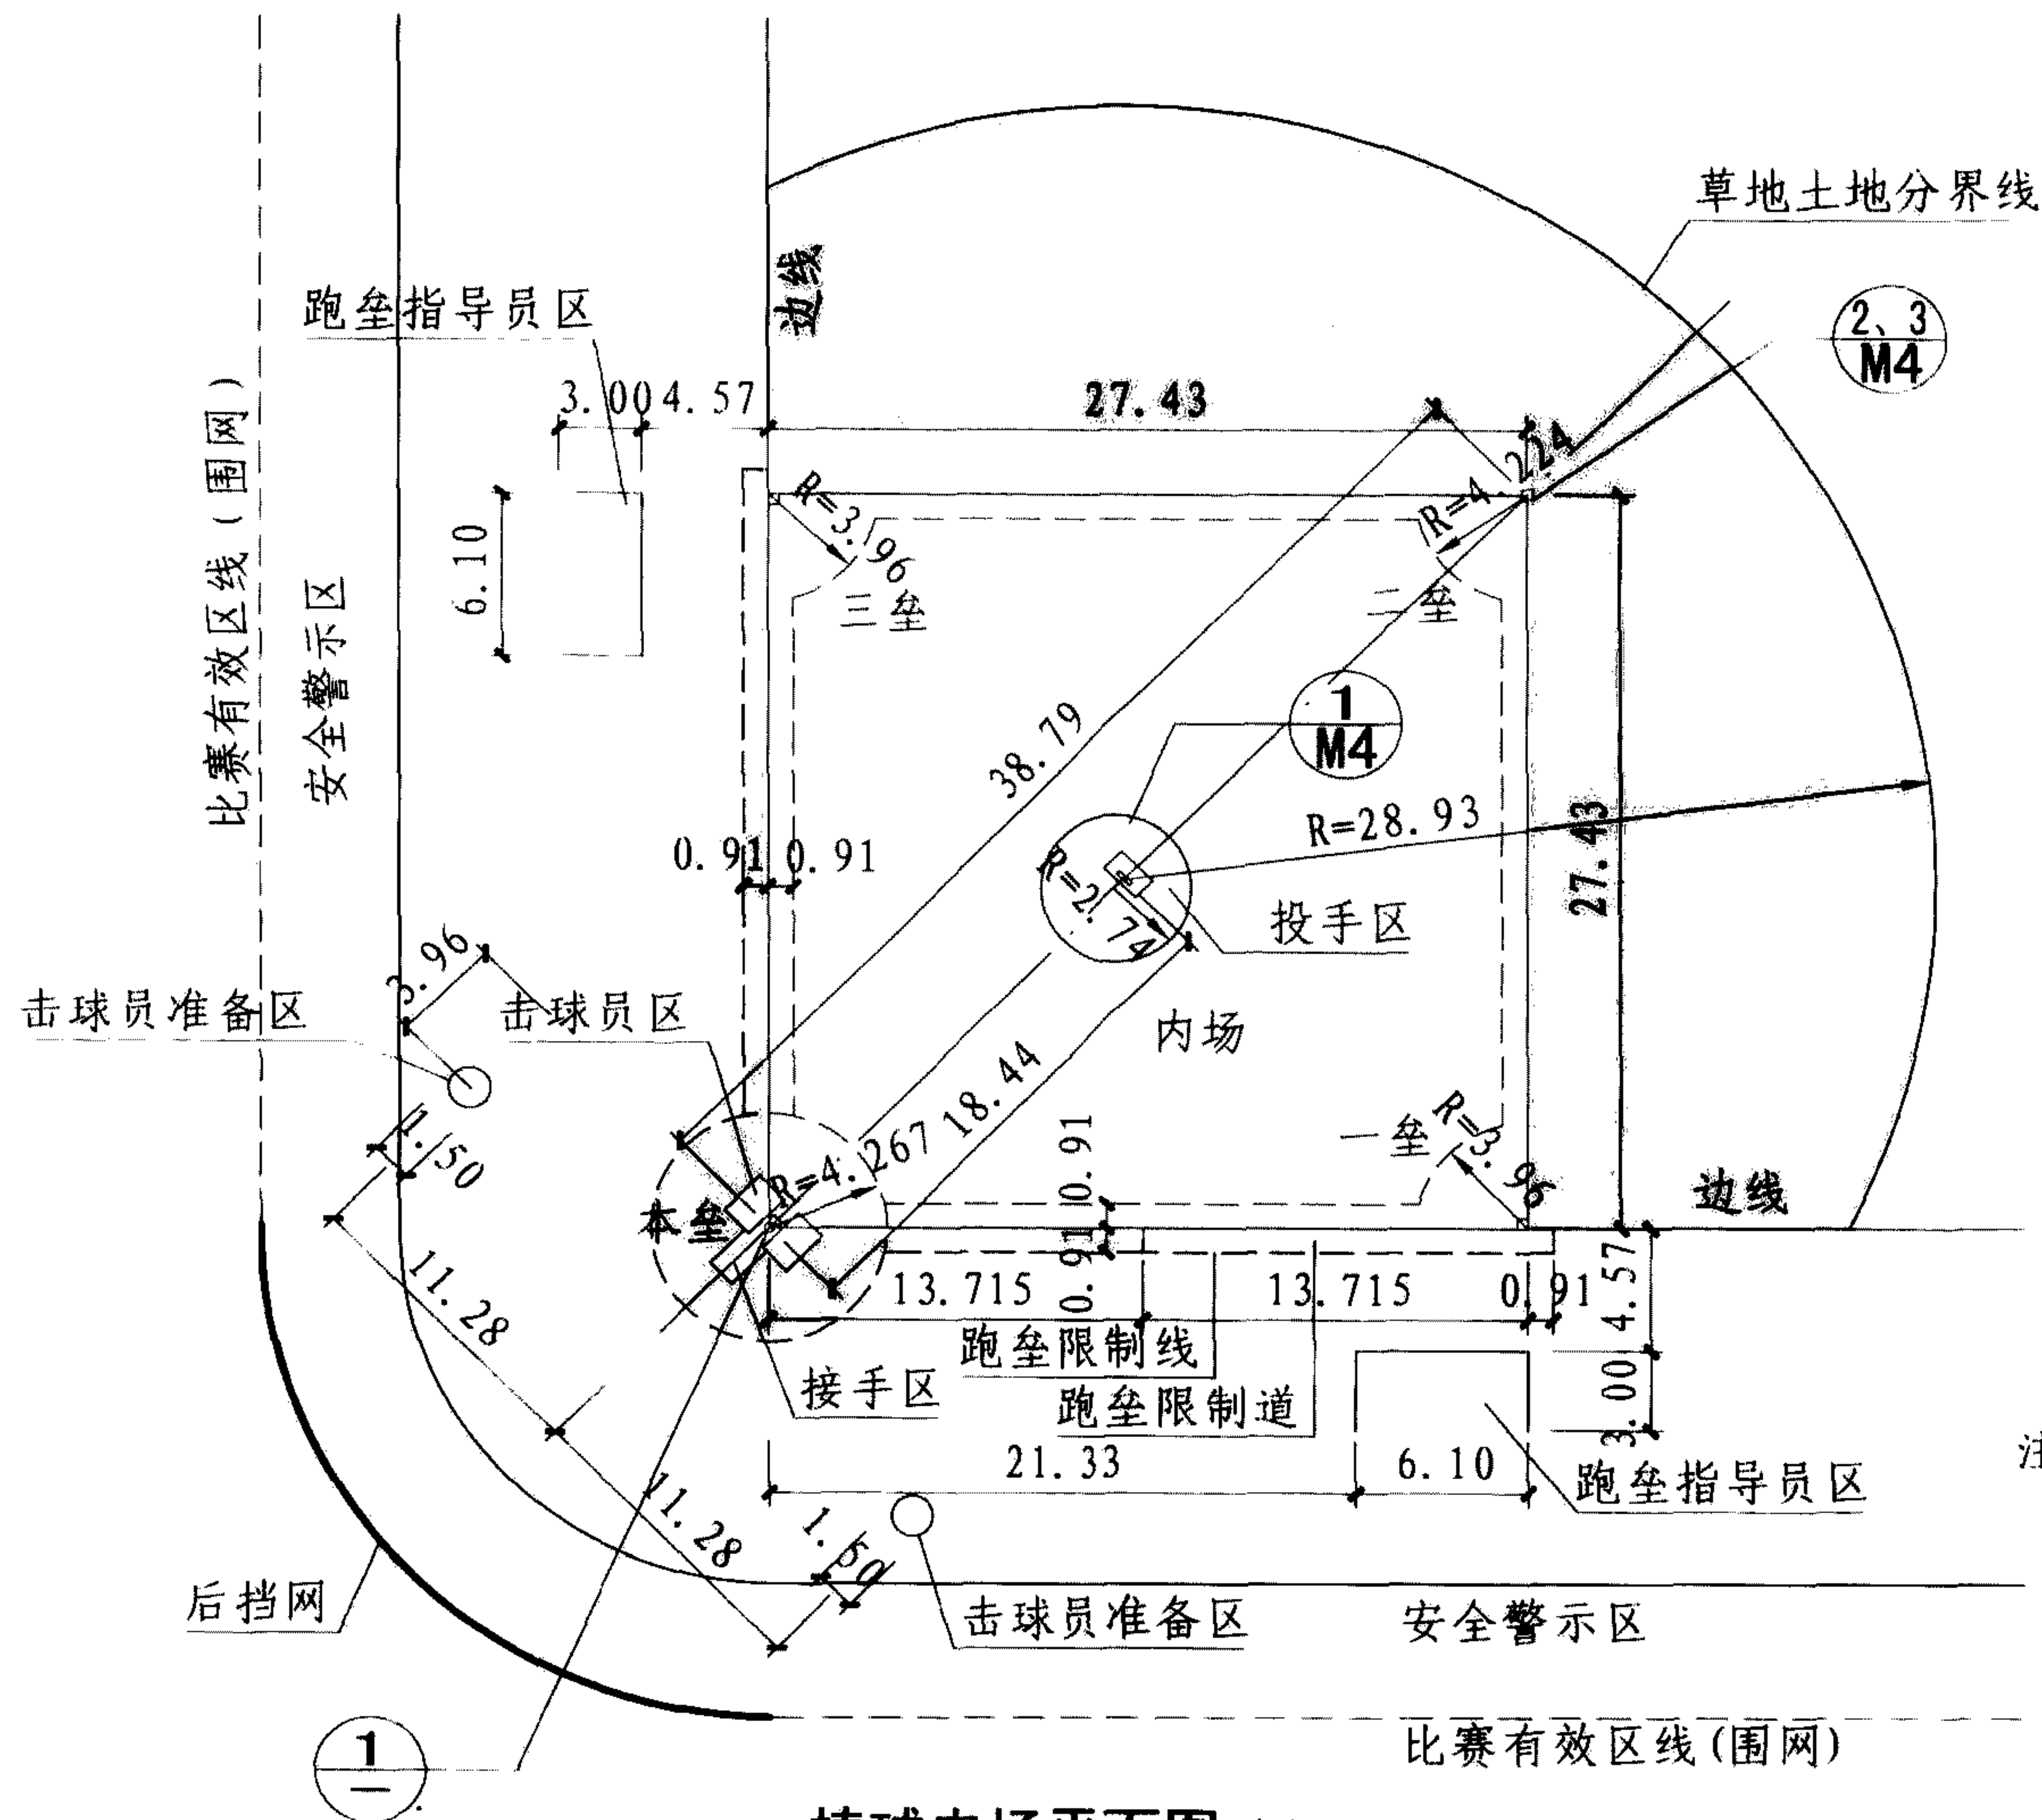 草地土地分界线
边线
跑垒指导员区
2、3
M4
3.00
4.57
27.43
比赛有效区线(围网)
安全警示区
6.10
R=3.96
R=4.224
三垒
二垒
1
M4
38.79
R=28.93
27.43
0.91
0.91
R=2.74
投手区
3.96
击球员准备区
击球员区
内场
1.50
18.44
0.91
一垒
R=3.96
R=4.267
本垒
边线
0.91
11.28
13.715
13.715
0.91
4.57
跑垒限制线
接手区
跑垒限制道
3.00
21.33
6.10
跑垒指导员区
11.28
1.50
后挡网
击球员准备区
安全警示区
1
比赛有效区线(围网)